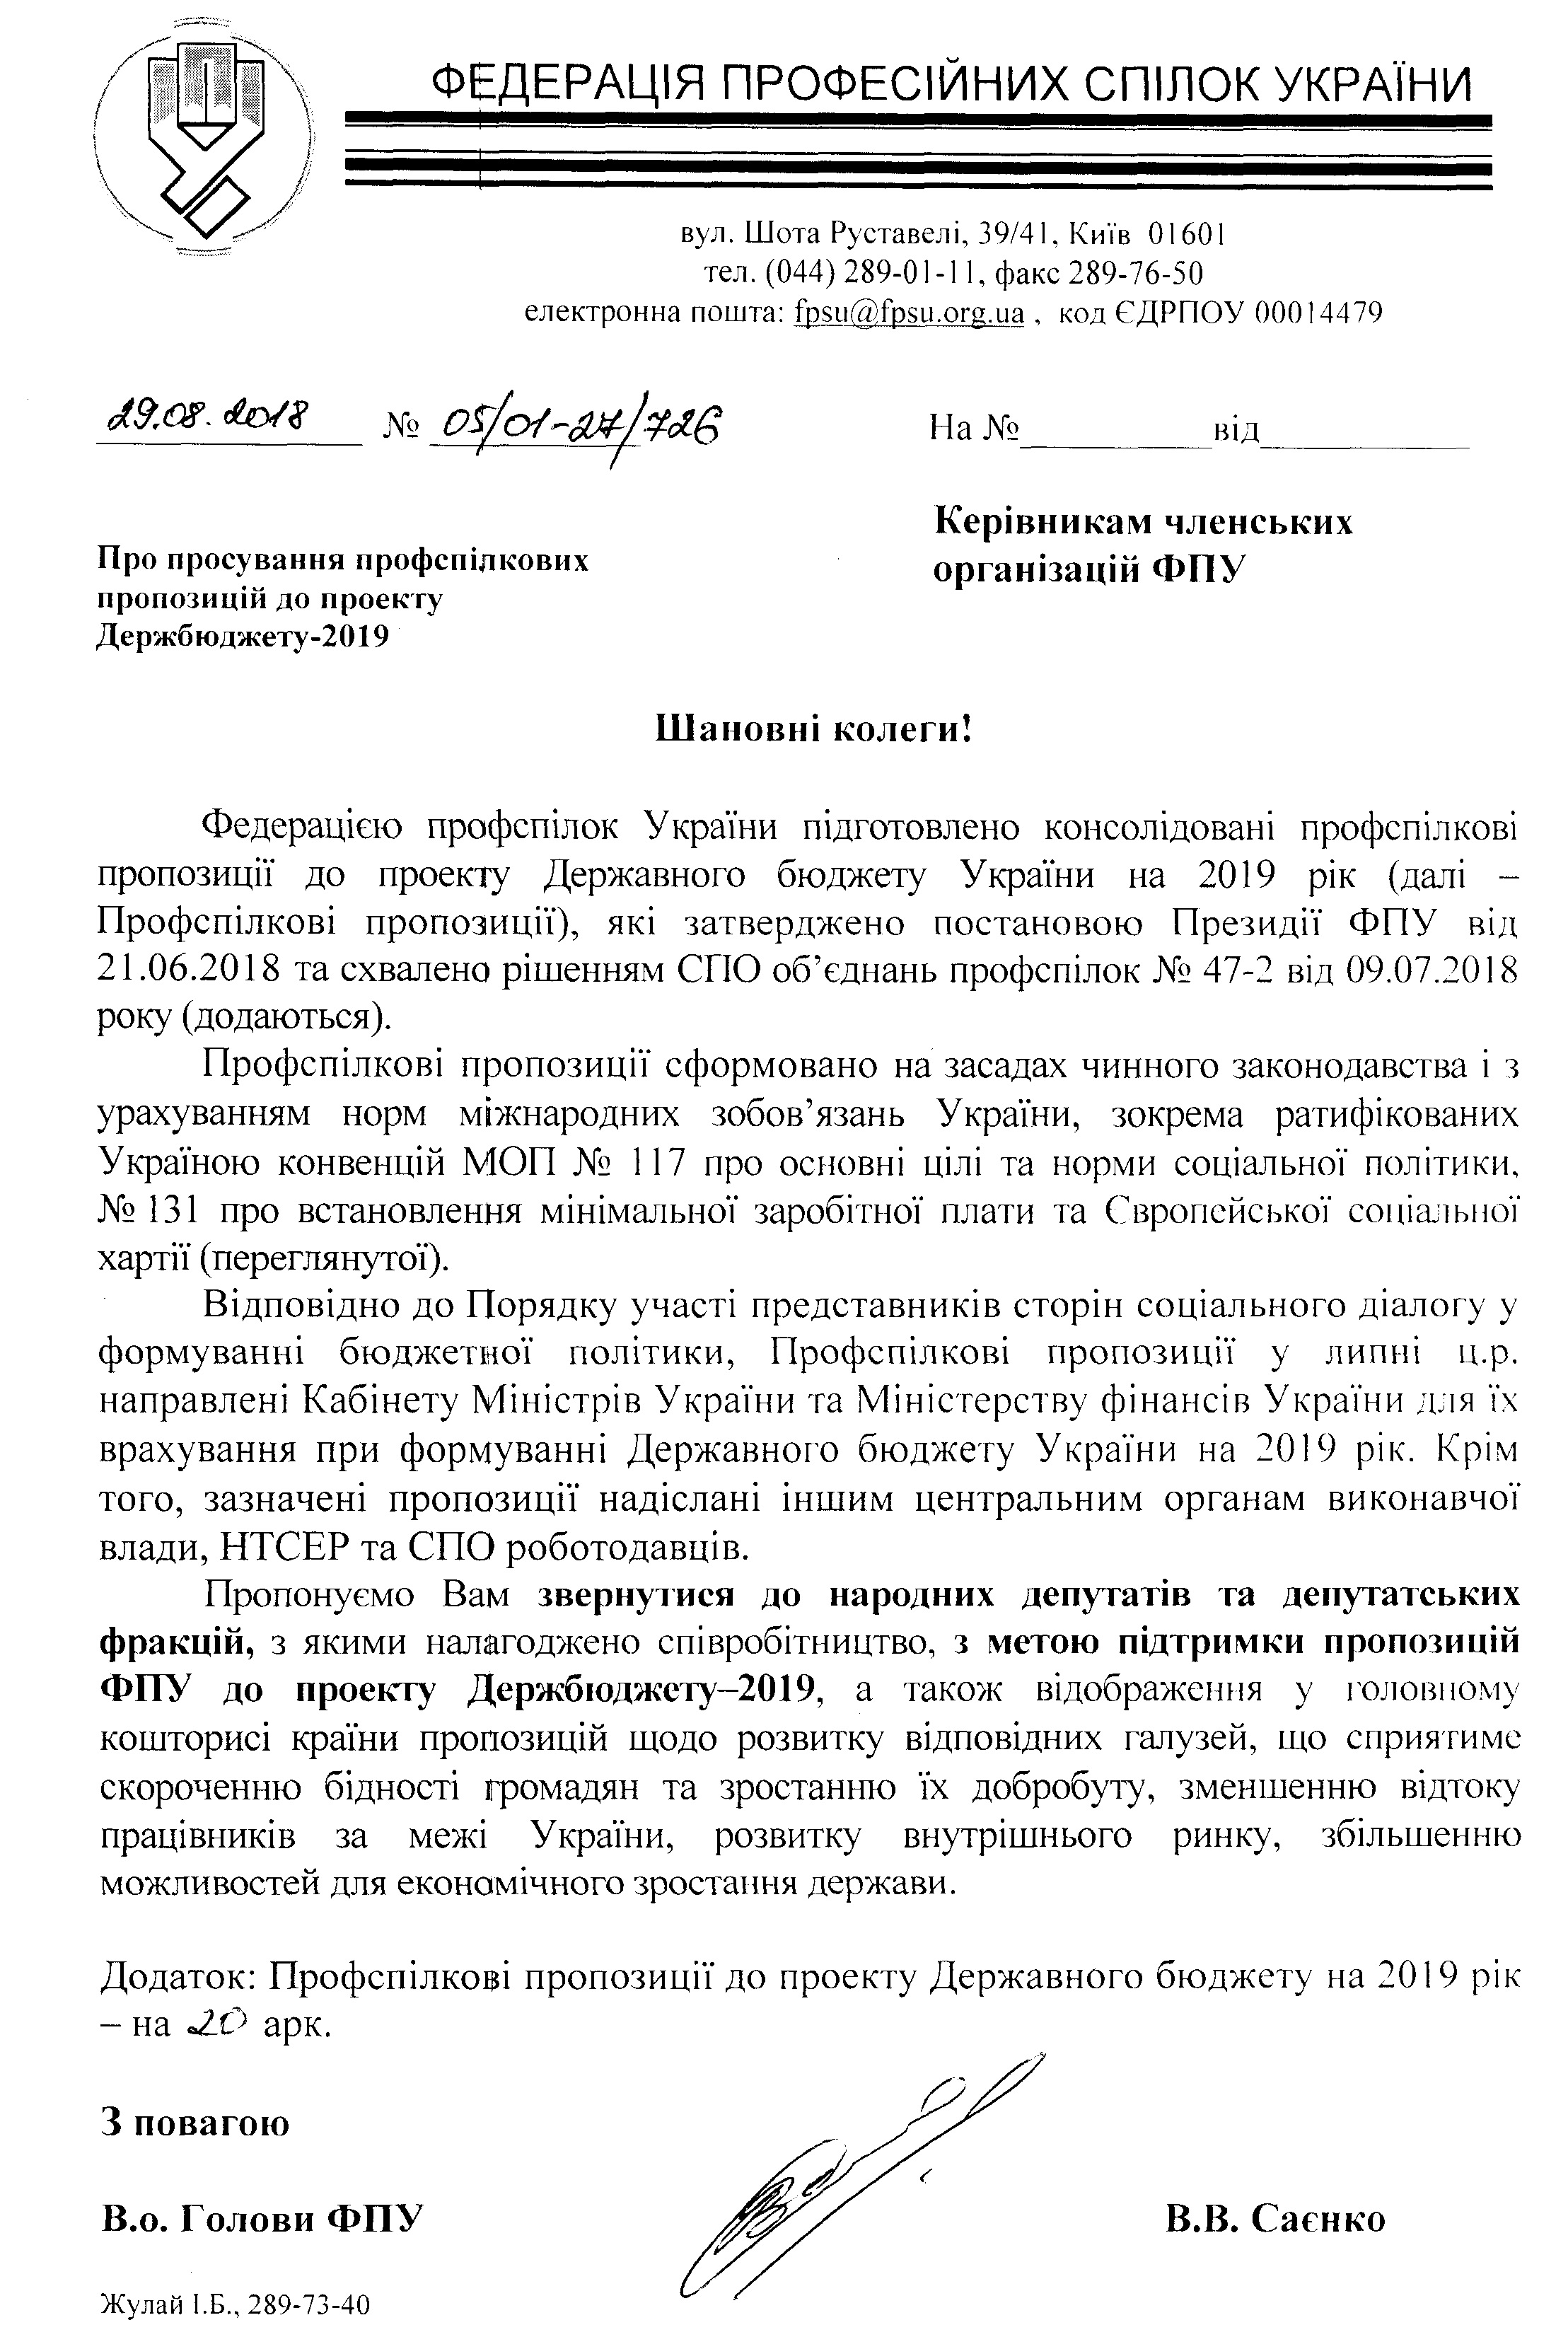 ФЕДЕРАЦІЯ ПРОФЕСІЙНИХ СПІЛОК УКРАЇНИ
вул. Шота Руставелі, 39/41, Київ 01601
тел. (044) 289-01-11, факс 289-76-50
електронна пошта: fpsu@fpsu.org.ua , код ЄДРПОУ 00014479
29.08.2018 № 05/01-27/726 На №____________від______________
Керівникам членських
організацій ФПУ
Про просування профспілкових
пропозицій до проекту
Держбюджету-2019
Шановні колеги!
Федерацією профспілок України підготовлено консолідовані профспілкові
пропозиції до проекту Державного бюджету України на 2019 рік (далі –
Профспілкові пропозиції), які затверджено постановою Президії ФПУ від
21.06.2018 та схвалено рішенням СПО об’єднань профспілок № 47-2 від 09.07.2018
року (додаються).
Профспілкові пропозиції сформовано на засадах чинного законодавства і з
урахуванням норм міжнародних зобов’язань України, зокрема ратифікованих
Україною конвенцій МОП № 117 про основні цілі та норми соціальної політики,
№ 131 про встановлення мінімальної заробітної плати та Європейської соціальної
хартії (переглянутої).
Відповідно до Порядку участі представників сторін соціального діалогу у
формуванні бюджетної політики, Профспілкові пропозиції у липні ц.р.
направлені Кабінету Міністрів України та Міністерству фінансів України для їх
врахування при формуванні Державного бюджету України на 2019 рік. Крім
того, зазначені пропозиції надіслані іншим центральним органам виконавчої
влади, НТСЕР та СПО роботодавців.
Пропонуємо Вам звернутися до народних депутатів та депутатських
фракцій, з якими налагоджено співробітництво, з метою підтримки пропозицій
ФПУ до проекту Держбюджету–2019, а також відображення у головному
кошторисі країни пропозицій щодо розвитку відповідних галузей, що сприятиме
скороченню бідності громадян та зростанню їх добробуту, зменшенню відтоку
працівників за межі України, розвитку внутрішнього ринку, збільшенню
можливостей для економічного зростання держави.
Додаток: Профспілкові пропозиції до проекту Державного бюджету на 2019 рік
– на 20 арк.
З повагою
В.о. Голови ФПУ В.В. Саєнко
Жулай І.Б., 289-73-40